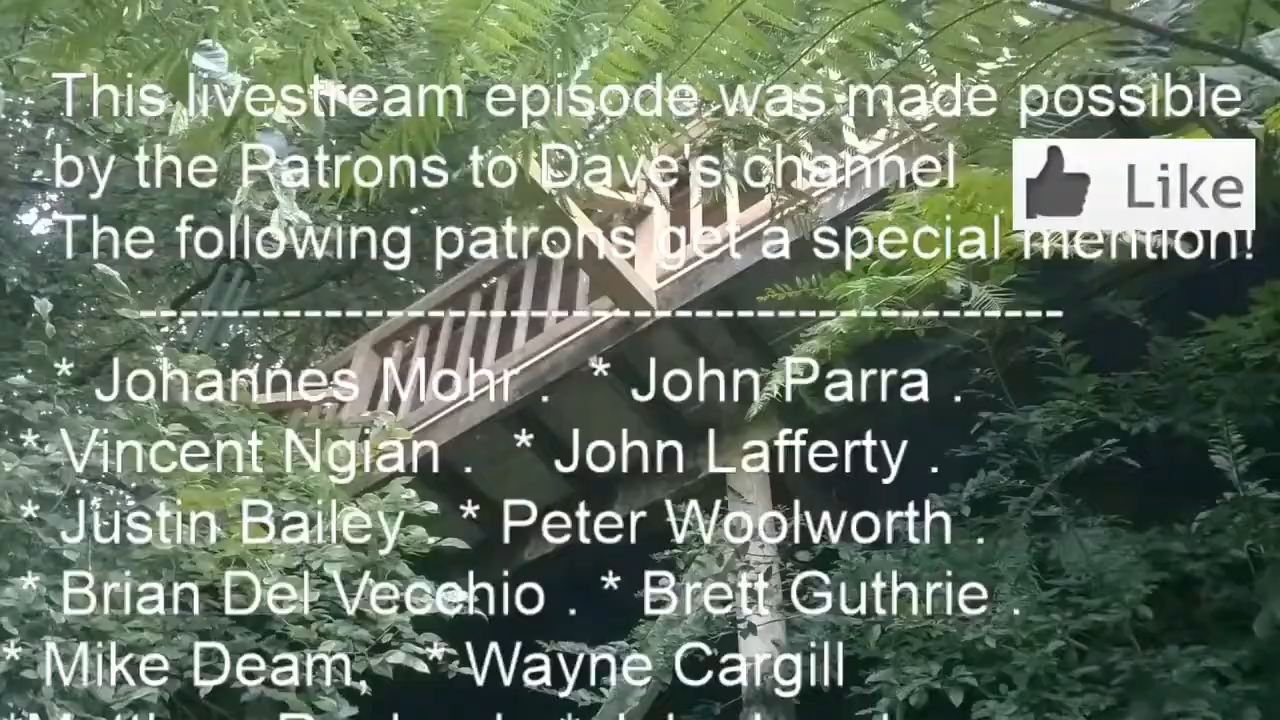 This livestream episode was made possible
by the Patrons to Dave's channel
Like
The following patrons get a special mention!
----------------------------------------------
* Johannes Mohr . * John Parra .
* Vincent Ngian . * John Lafferty .
* Justin Bailey . * Peter Woolworth .
* Brian Del Vecchio . * Brett Guthrie .
* Mike Deam, * Wayne Cargill